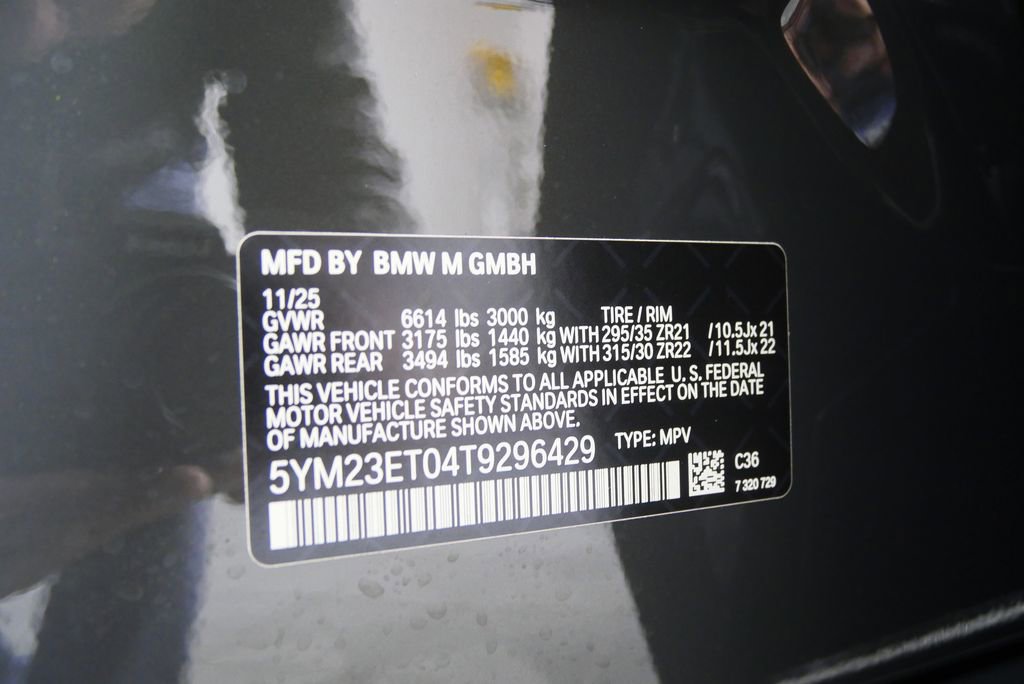 MFD BY BMW M GMBH
11/25
GVWR 6614 lbs 3000 kg TIRE / RIM
GAWR FRONT 3175 lbs 1440 kg WITH 295/35 ZR21 /10.5Jx 21
GAWR REAR 3494 lbs 1585 kg WITH 315/30 ZR22 /11.5Jx 22
THIS VEHICLE CONFORMS TO ALL APPLICABLE U. S. FEDERAL
MOTOR VEHICLE SAFETY STANDARDS IN EFFECT ON THE DATE
OF MANUFACTURE SHOWN ABOVE.
5YM23ET04T9296429 TYPE: MPV
C36
7 320 729